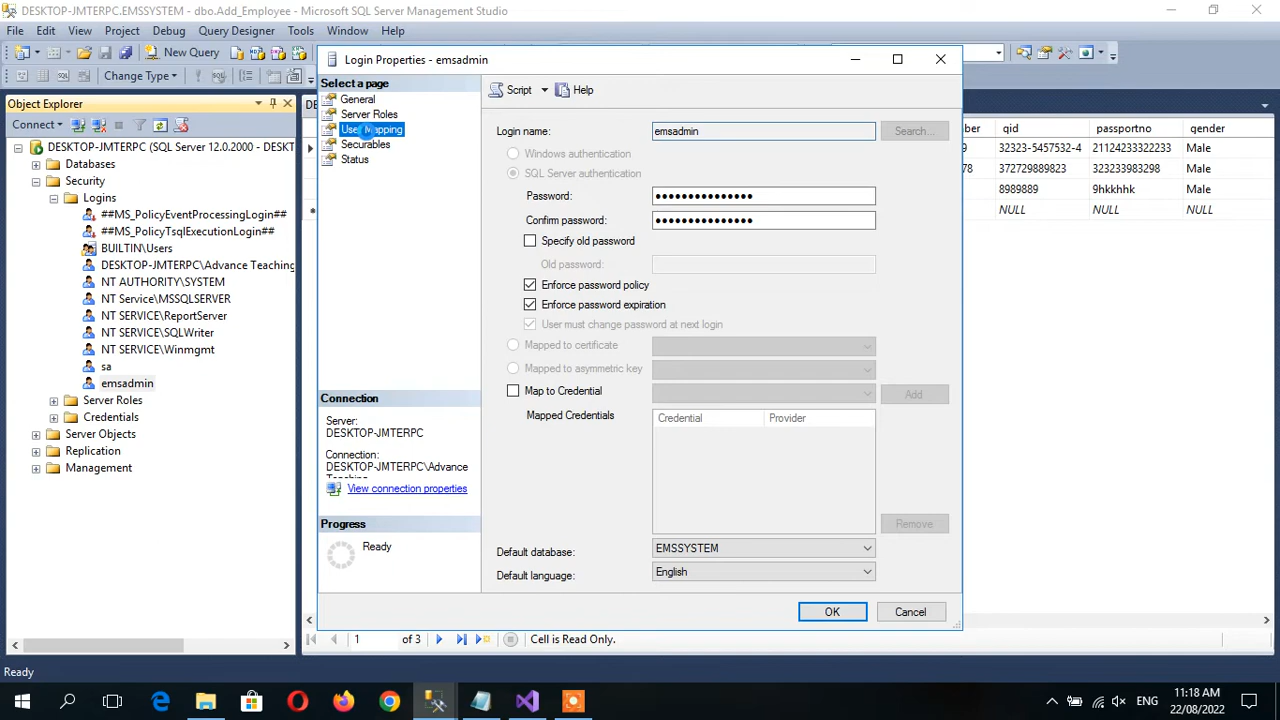 DESKTOP-JMTERPC.EMSSYSTEM - dbo.Add_Employee - Microsoft SQL Server Management Studio
File Edit View Project Debug Query Designer Tools Window Help
New Query
Change Type
Object Explorer
Connect
DESKTOP-JMTERPC (SQL Server 12.0.2000 - DESKT
Databases
Security
Logins
##MS_PolicyEventProcessingLogin##
##MS_PolicyTsqlExecutionLogin##
BUILTIN\Users
DESKTOP-JMTERPC\Advance Teaching
NT AUTHORITY\SYSTEM
NT Service\MSSQLSERVER
NT SERVICE\ReportServer
NT SERVICE\SQLWriter
NT SERVICE\Winmgmt
sa
emsadmin
Server Roles
Credentials
Server Objects
Replication
Management
Login Properties - emsadmin
Select a page
General
Server Roles
User Mapping
Securables
Status
Connection
Server:
DESKTOP-JMTERPC
Connection:
DESKTOP-JMTERPC\Advance
View connection properties
Progress
Ready
Script Help
Login name: emsadmin Search...
Windows authentication
SQL Server authentication
Password:
Confirm password:
Specify old password
Old password:
Enforce password policy
Enforce password expiration
User must change password at next login
Mapped to certificate
Mapped to asymmetric key
Map to Credential Add
Mapped Credentials Credential Provider
Remove
Default database: EMSSYSTEM
Default language: English
OK Cancel
mber qid passportno gender
9 32323-5457532-4 21124233322233 Male
78 372729889823 323233983298 Male
8989889 9hkkhhk Male
NULL NULL NULL
1 of 3 Cell is Read Only.
Ready
ENG 11:18 AM
22/08/2022